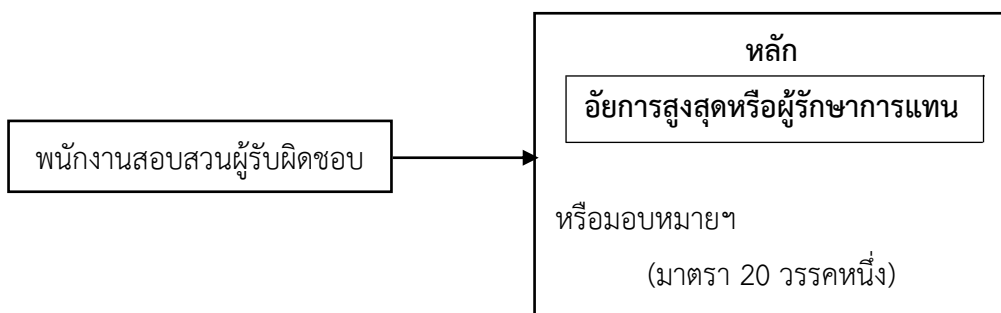 หลัก
อัยการสูงสุดหรือผู้รักษาการแทน
พนักงานสอบสวนผู้รับผิดชอบ
หรือมอบหมายฯ
(มาตรา 20 วรรคหนึ่ง)